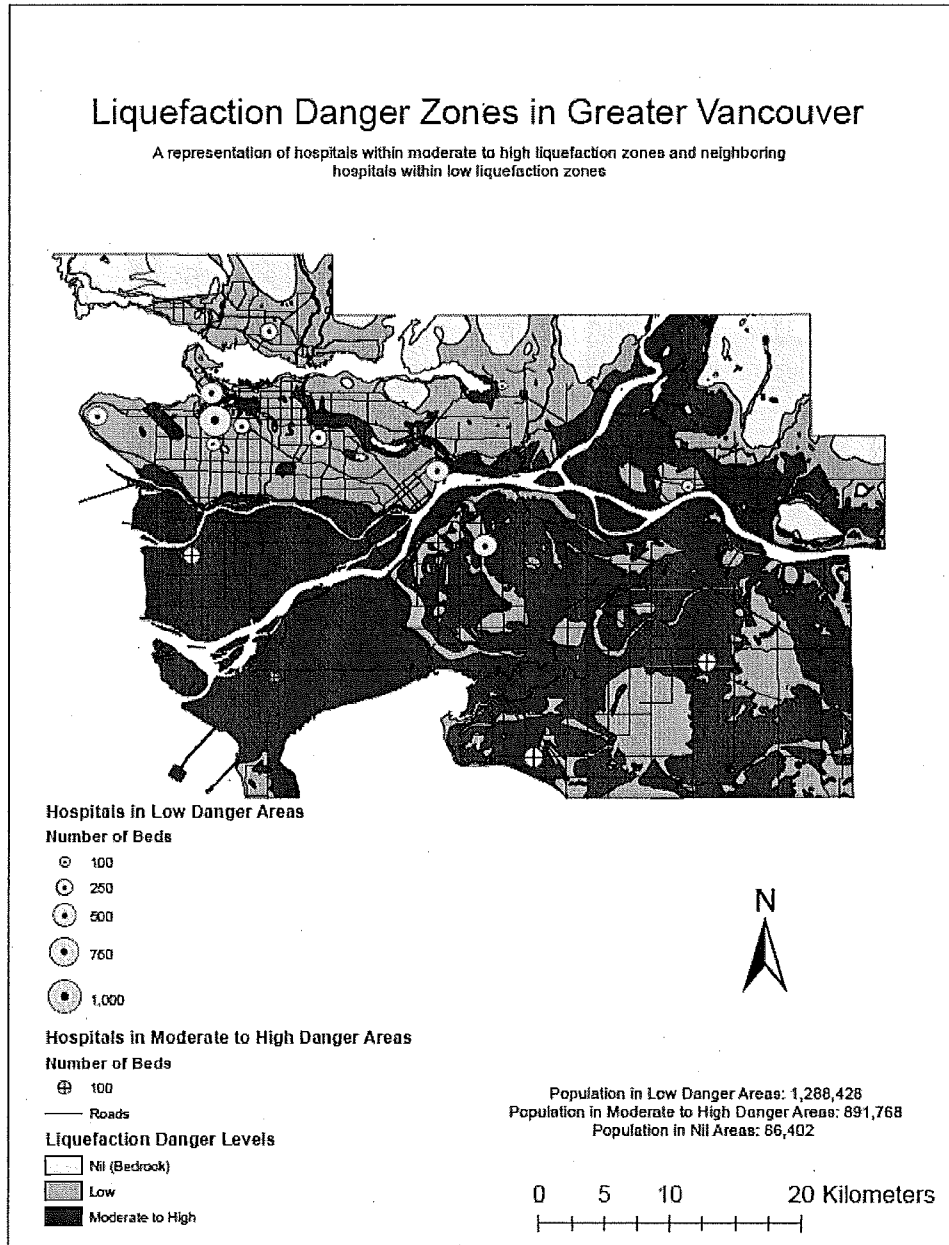 Liquefaction Danger Zones in Greater Vancouver
A representation of hospitals within moderate to high liquefaction zones and neighboring
hospitals within low liquefaction zones
Hospitals in Low Danger Areas
Number of Beds
100
250
500
750
1,000
Hospitals in Moderate to High Danger Areas
Number of Beds
100
Roads
Liquefaction Danger Levels
Nil (Bedrock)
Low
Moderate to High
N
Population in Low Danger Areas: 1,288,428
Population in Moderate to High Danger Areas: 891,768
Population in Nil Areas: 86,402
0 5 10 20 Kilometers